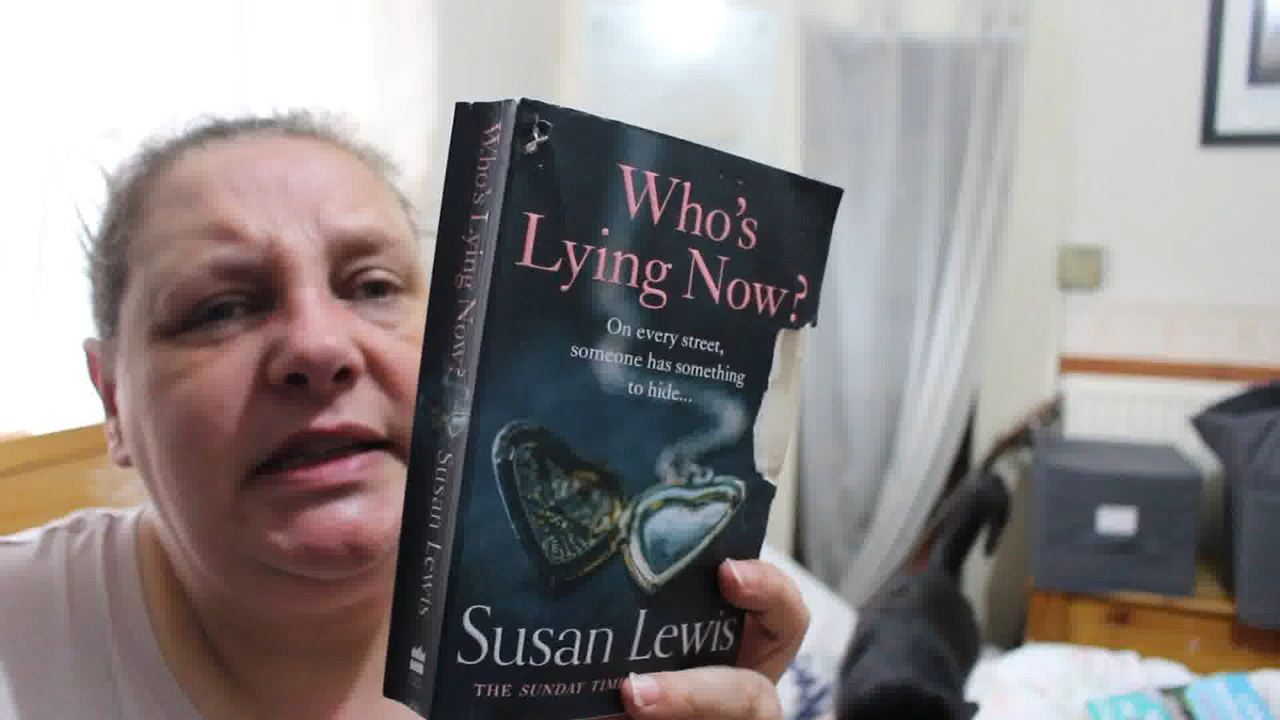 Who's Lying Now? Susan Lewis
Who's
Lying Now?
On every street,
someone has something
to hide...
Susan Lewis
THE SUNDAY